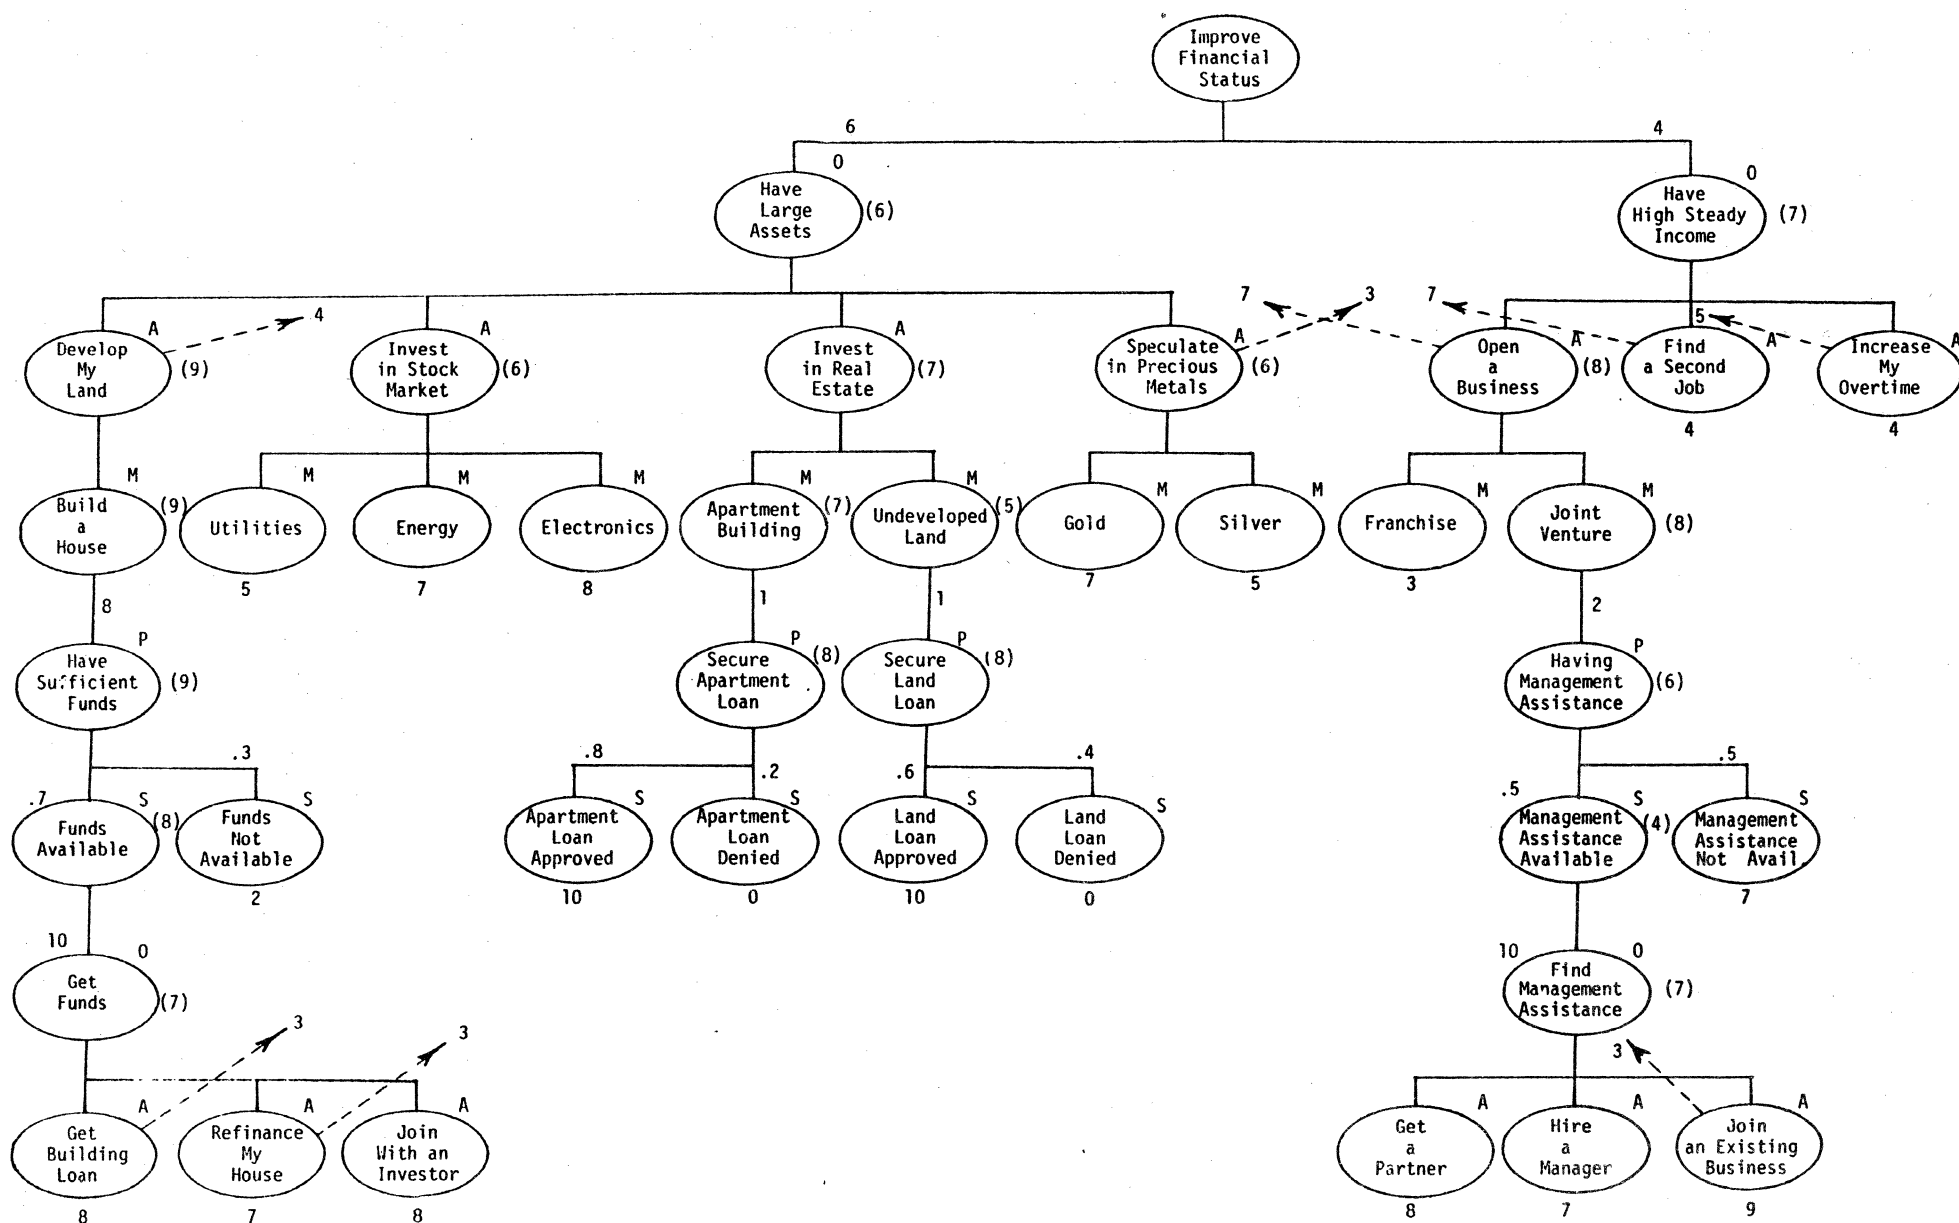 Improve
Financial
Status
6
4
0
Have
Large
Assets
(6)
0
Have
High Steady
Income
(7)
A
Develop
My
Land
(9)
4
A
Invest
in Stock
Market
(6)
A
Invest
in Real
Estate
(7)
A
Speculate
in Precious
Metals
(6)
3
7
A
Open
a
Business
(8)
7
A
Find
a Second
Job
4
5
A
Increase
My
Overtime
4
M
Build
a
House
(9)
M
Utilities
5
M
Energy
7
M
Electronics
8
M
Apartment
Building
(7)
M
Undeveloped
Land
(5)
M
Gold
7
M
Silver
5
M
Franchise
3
M
Joint
Venture
(8)
8
P
Have
Sufficient
Funds
(9)
1
P
Secure
Apartment
Loan
(8)
1
P
Secure
Land
Loan
(8)
2
P
Having
Management
Assistance
(6)
.7
S
Funds
Available
(8)
.3
S
Funds
Not
Available
2
.8
S
Apartment
Loan
Approved
10
.2
S
Apartment
Loan
Denied
0
.6
S
Land
Loan
Approved
10
.4
S
Land
Loan
Denied
0
.5
S
Management
Assistance
Available
(4)
.5
S
Management
Assistance
Not Avail.
7
10
0
Get
Funds
(7)
10
0
Find
Management
Assistance
(7)
3
A
Get
Building
Loan
8
3
A
Refinance
My
House
7
A
Join
With an
Investor
8
A
Get
a
Partner
8
A
Hire
a
Manager
7
3
A
Join
an Existing
Business
9